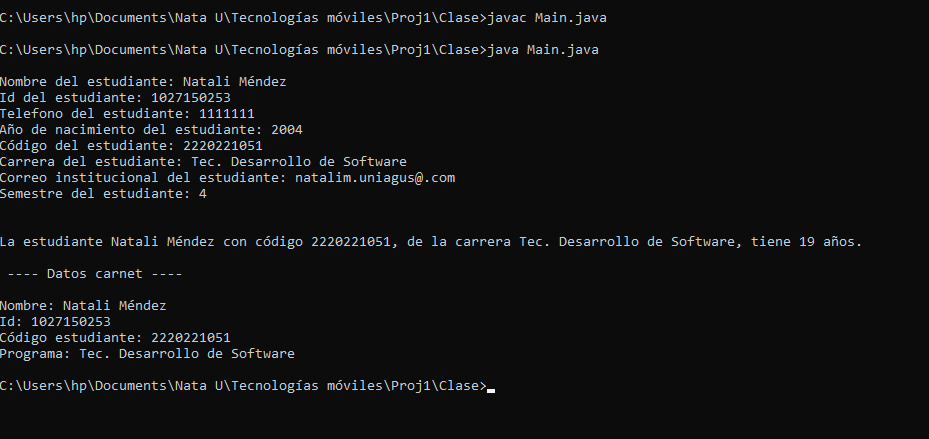 C:\Users\hp\Documents\Nata U\Tecnologías móviles\Proj1\Clase>javac Main.java
C:\Users\hp\Documents\Nata U\Tecnologías móviles\Proj1\Clase>java Main.java
Nombre del estudiante: Natali Méndez
Id del estudiante: 1027150253
Telefono del estudiante: 1111111
Año de nacimiento del estudiante: 2004
Código del estudiante: 2220221051
Carrera del estudiante: Tec. Desarrollo de Software
Correo institucional del estudiante: natalim.uniagus@.com
Semestre del estudiante: 4
La estudiante Natali Méndez con código 2220221051, de la carrera Tec. Desarrollo de Software, tiene 19 años.
---- Datos carnet ----
Nombre: Natali Méndez
Id: 1027150253
Código estudiante: 2220221051
Programa: Tec. Desarrollo de Software
C:\Users\hp\Documents\Nata U\Tecnologías móviles\Proj1\Clase>